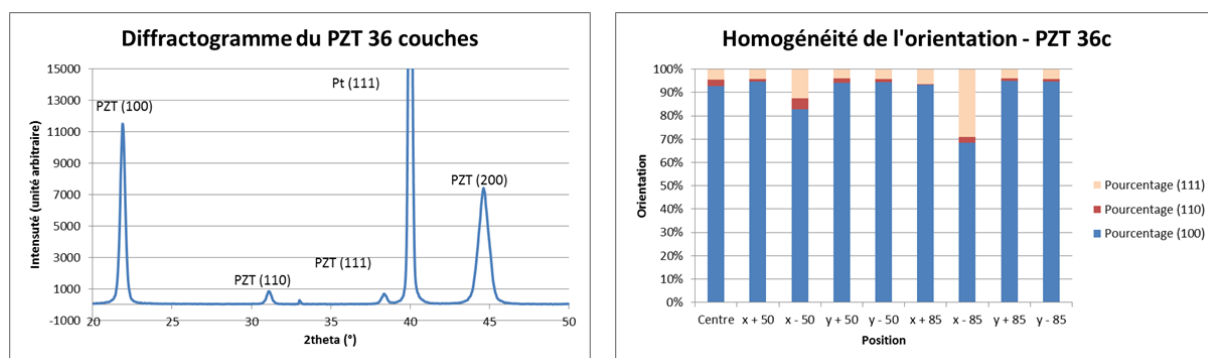 Diffractogramme du PZT 36 couches
Intensuté (unité arbitraire)
15000
13000
11000
9000
7000
5000
3000
1000
-1000
PZT (100)
Pt (111)
PZT (200)
PZT (111)
PZT (110)
20 25 30 35 40 45 50
2theta (°)
Homogénéité de l'orientation - PZT 36c
Orientation
100%
90%
80%
70%
60%
50%
40%
30%
20%
10%
0%
Centre x + 50 x - 50 y + 50 y - 50 x + 85 x - 85 y + 85 y - 85
Position
Pourcentage (111)
Pourcentage (110)
Pourcentage (100)